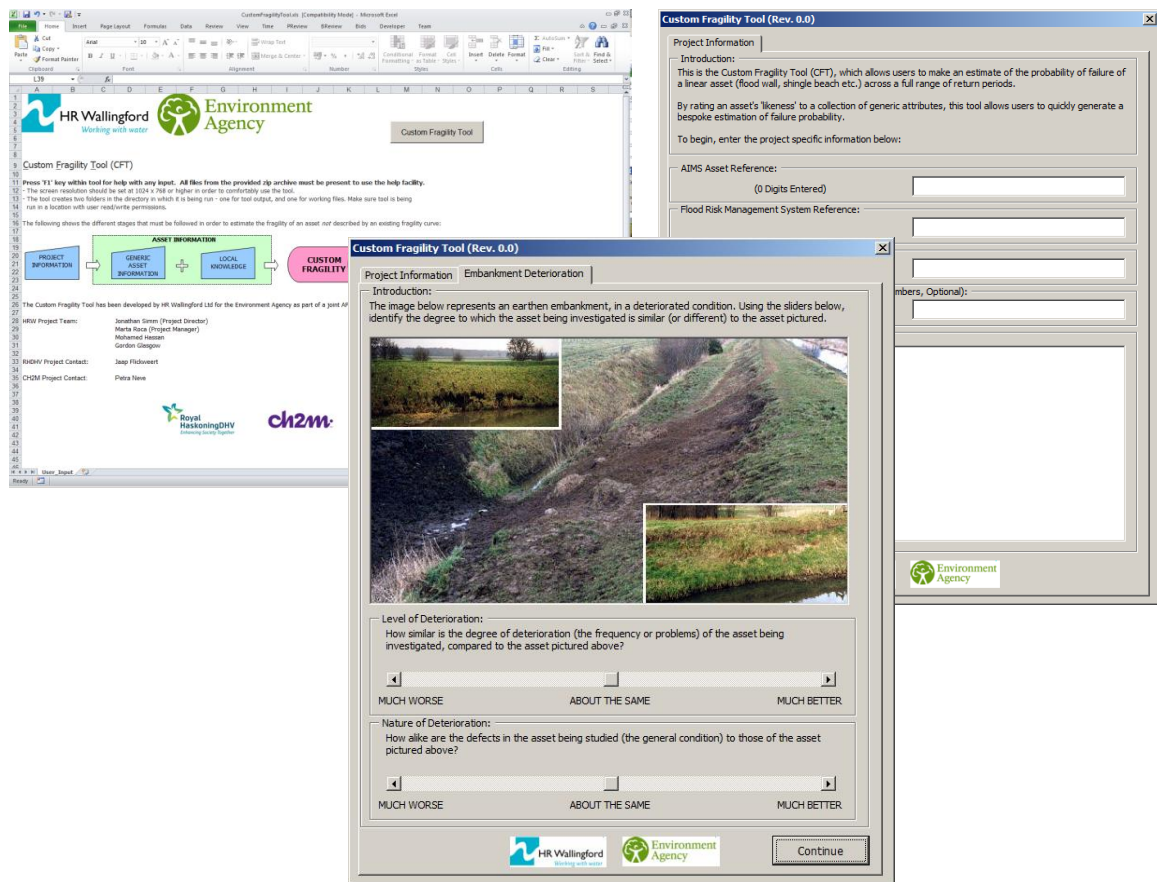 CustomFragilityTool.xls [Compatibility Mode] - Microsoft Excel
File Home Insert Page Layout Formulas Data Review View Time PReview BReview Bids Developer Team
Cut
Copy
Format Painter
Paste
Arial 10
Wrap Text
Merge & Center
Conditional Formatting
Format as Table
Cell Styles
Insert Delete Format
AutoSum
Fill
Clear
Sort & Filter
Find & Select
Clipboard Font Alignment Number Styles Cells Editing
L39
A B C D E F G H I J K L M N O P Q R S
HR Wallingford
Working with water
Environment
Agency
Custom Fragility Tool
Custom Fragility Tool (CFT)
Press 'F1' key within tool for help with any input. All files from the provided zip archive must be present to use the help facility.
- The screen resolution should be set at 1024 x 768 or higher in order to comfortably use the tool.
- The tool creates two folders in the directory in which it is being run - one for tool output, and one for working files. Make sure tool is being
run in a location with user read/write permissions.
The following shows the different stages that must be followed in order to estimate the fragility of an asset not described by an existing fragility curve:
ASSET INFORMATION
PROJECT
INFORMATION
GENERIC
ASSET
INFORMATION
LOCAL
KNOWLEDGE
CUSTOM
FRAGILITY
The Custom Fragility Tool has been developed by HR Wallingford Ltd for the Environment Agency as part of a joint
HRW Project Team: Jonathan Simm (Project Director)
Marta Roca (Project Manager)
Mohamed Hassan
Gordon Glasgow
RHDHV Project Contact: Jaap Flikweert
CH2M Project Contact: Petra Neve
Royal
HaskoningDHV
Enhancing Society Together
ch2m:
User_Input
Ready
Custom Fragility Tool (Rev. 0.0)
Project Information
Introduction:
This is the Custom Fragility Tool (CFT), which allows users to make an estimate of the probability of failure of
a linear asset (flood wall, shingle beach etc.) across a full range of return periods.
By rating an asset's 'likeness' to a collection of generic attributes, this tool allows users to quickly generate a
bespoke estimation of failure probability.
To begin, enter the project specific information below:
AIMS Asset Reference:
(0 Digits Entered)
Flood Risk Management System Reference:
mbers, Optional):
Environment
Agency
Custom Fragility Tool (Rev. 0.0)
Project Information Embankment Deterioration
Introduction:
The image below represents an earthen embankment, in a deteriorated condition. Using the sliders below,
identify the degree to which the asset being investigated is similar (or different) to the asset pictured.
Level of Deterioration:
How similar is the degree of deterioration (the frequency or problems) of the asset being
investigated, compared to the asset pictured above?
MUCH WORSE ABOUT THE SAME MUCH BETTER
Nature of Deterioration:
How alike are the defects in the asset being studied (the general condition) to those of the asset
pictured above?
MUCH WORSE ABOUT THE SAME MUCH BETTER
HR Wallingford
Working with water
Environment
Agency
Continue